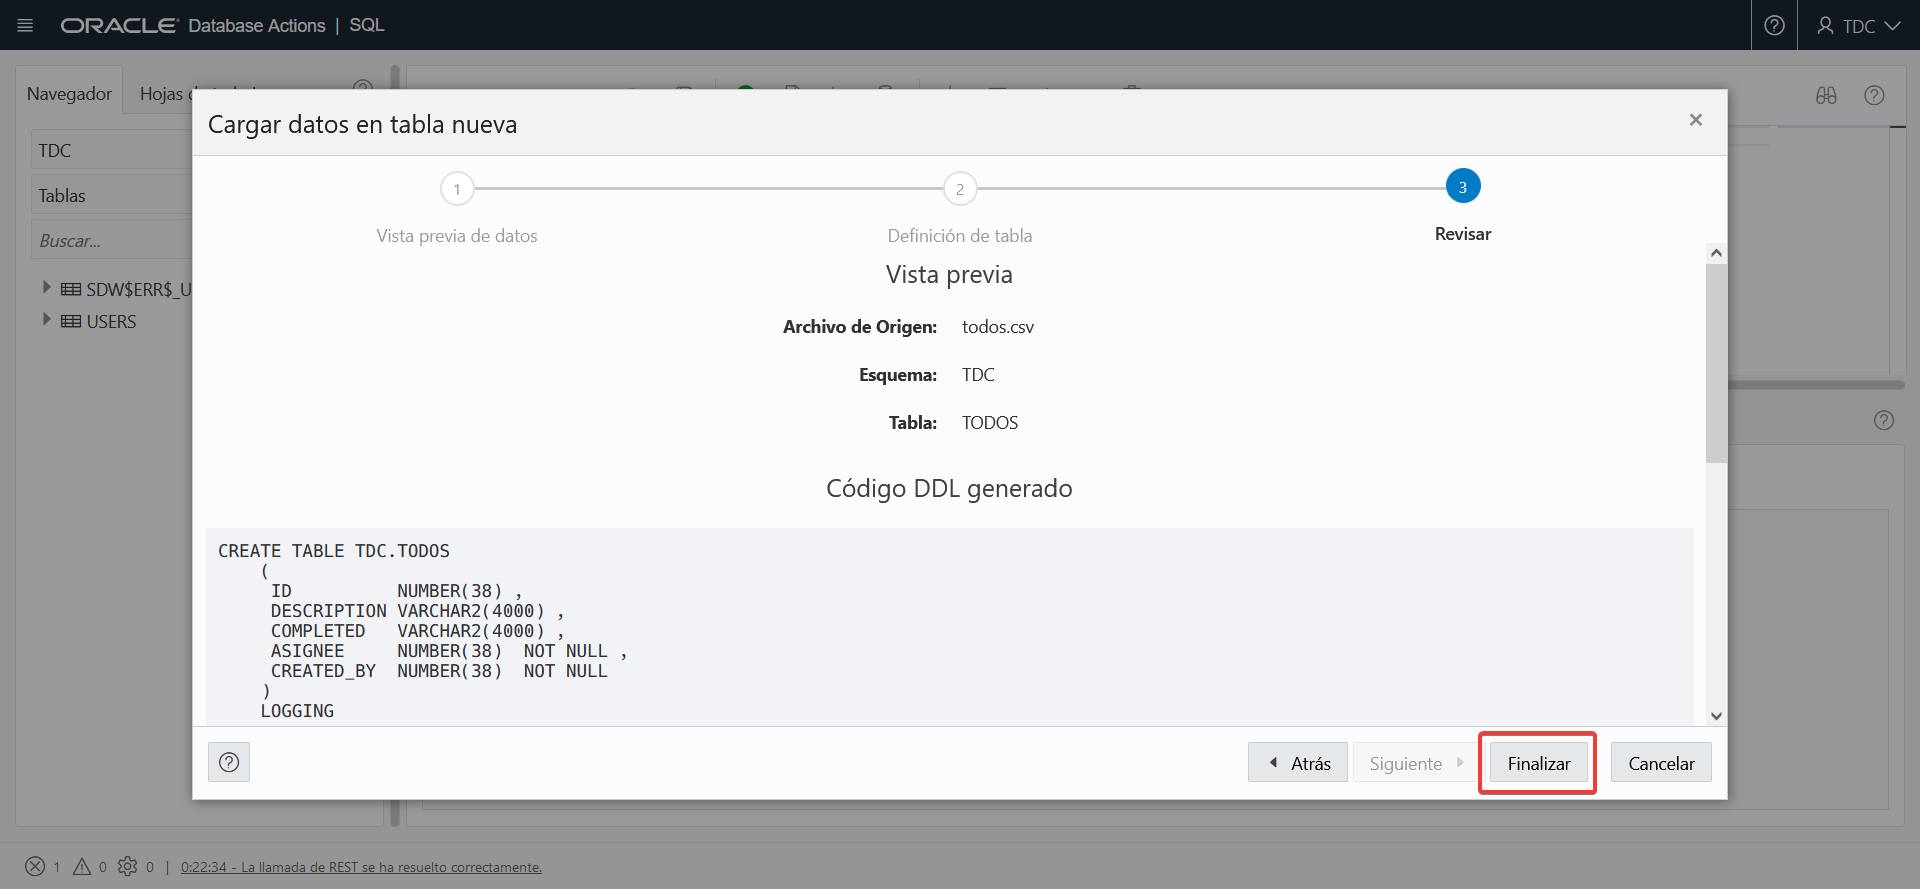 ORACLE Database Actions | SQL
TDC
Navegador
Hojas
TDC
Tablas
Buscar...
SDW$ERR$_U
USERS
Cargar datos en tabla nueva
1
2
3
Vista previa de datos
Definición de tabla
Revisar
Vista previa
Archivo de Origen: todos.csv
Esquema: TDC
Tabla: TODOS
Código DDL generado
CREATE TABLE TDC.TODOS
(
ID NUMBER(38) ,
DESCRIPTION VARCHAR2(4000) ,
COMPLETED VARCHAR2(4000) ,
ASIGNEE NUMBER(38) NOT NULL ,
CREATED_BY NUMBER(38) NOT NULL
)
LOGGING
Atrás
Siguiente
Finalizar
Cancelar
1 0 0 | 0:22:34 - La llamada de REST se ha resuelto correctamente.